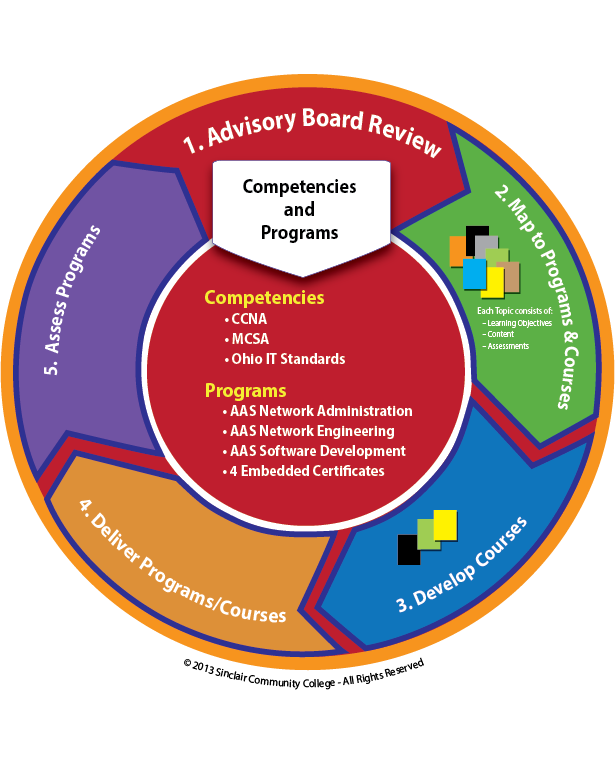 1. Advisory Board Review
Competencies
and
Programs
2. Map to Programs & Courses
Each Topic consists of:
– Learning Objectives
– Content
– Assessments
Competencies
• CCNA
• MCSA
• Ohio IT Standards
Programs
• AAS Network Administration
• AAS Network Engineering
• AAS Software Development
• 4 Embedded Certificates
3. Develop Courses
4. Deliver Programs/Courses
5. Assess Programs
© 2013 Sinclair Community College - All Rights Reserved